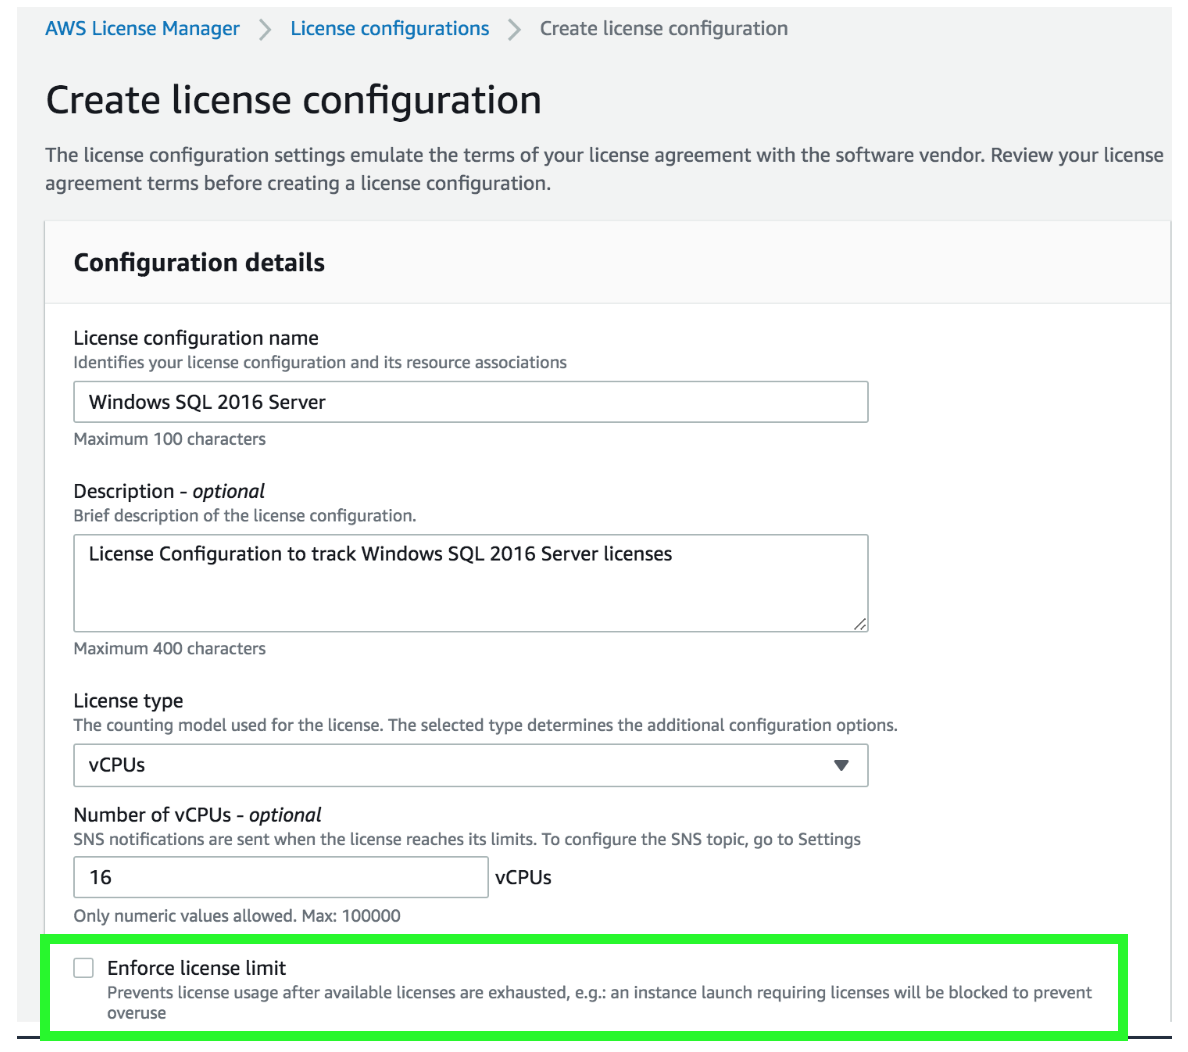 AWS License Manager > License configurations > Create license configuration
Create license configuration
The license configuration settings emulate the terms of your license agreement with the software vendor. Review your license
agreement terms before creating a license configuration.
Configuration details
License configuration name
Identifies your license configuration and its resource associations
Windows SQL 2016 Server
Maximum 100 characters
Description - optional
Brief description of the license configuration.
License Configuration to track Windows SQL 2016 Server licenses
Maximum 400 characters
License type
The counting model used for the license. The selected type determines the additional configuration options.
vCPUs
Number of vCPUs - optional
SNS notifications are sent when the license reaches its limits. To configure the SNS topic, go to Settings
16 vCPUs
Only numeric values allowed. Max: 100000
Enforce license limit
Prevents license usage after available licenses are exhausted, e.g.: an instance launch requiring licenses will be blocked to prevent
overuse